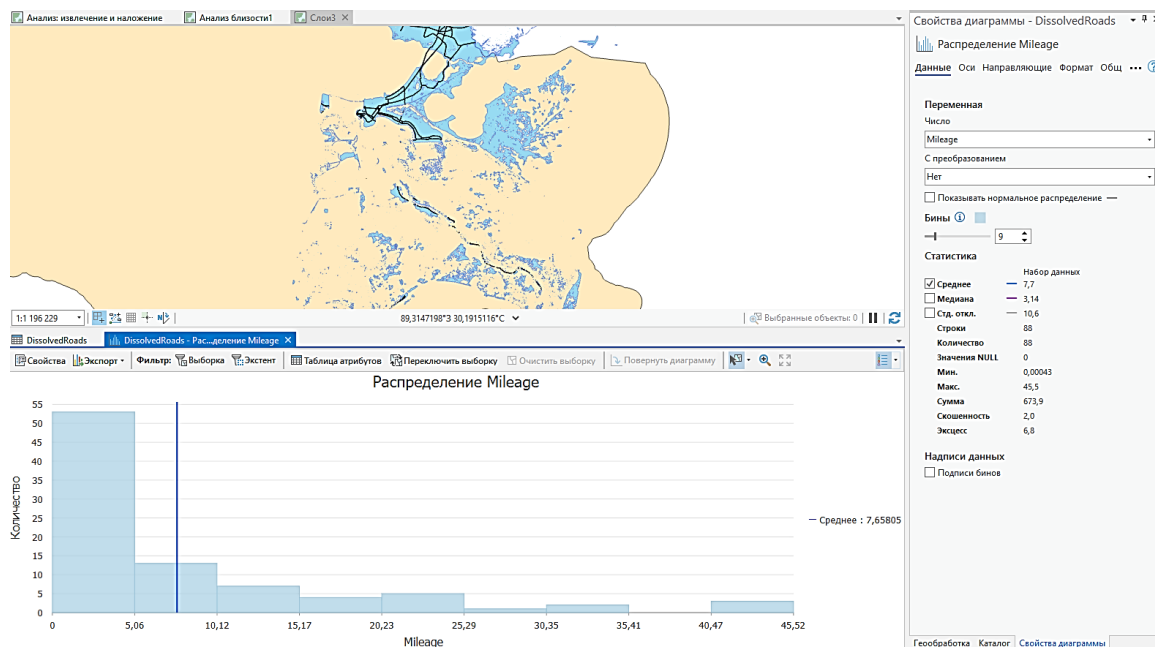 Анализ: извлечение и наложение
Анализ близости1
Слои3
1:1 196 229
89,3147198°З 30,1915116°С
Выбранные объекты: 0
DissolvedRoads
DissolvedRoads - Рас...деление Mileage
Свойства
Экспорт
Фильтр:
Выборка
Экстент
Таблица атрибутов
Переключить выборку
Очистить выборку
Повернуть диаграмму
Распределение Mileage
Количество
55
50
45
40
35
30
25
20
15
10
5
0
0
5,06
10,12
15,17
20,23
25,29
30,35
35,41
40,47
45,52
Mileage
Среднее : 7,65805
Свойства диаграммы - DissolvedRoads
Распределение Mileage
Данные Оси Направляющие Формат Общ
Переменная
Число
Mileage
С преобразованием
Нет
Показывать нормальное распределение
Бины
9
Статистика
Набор данных
Среднее 7,7
Медиана 3,14
Стд. откл. 10,6
Строки 88
Количество 88
Значения NULL 0
Мин. 0,00043
Макс. 45,5
Сумма 673,9
Скошенность 2,0
Эксцесс 6,8
Надписи данных
Подписи бинов
Геообработка Каталог Свойства диаграммы